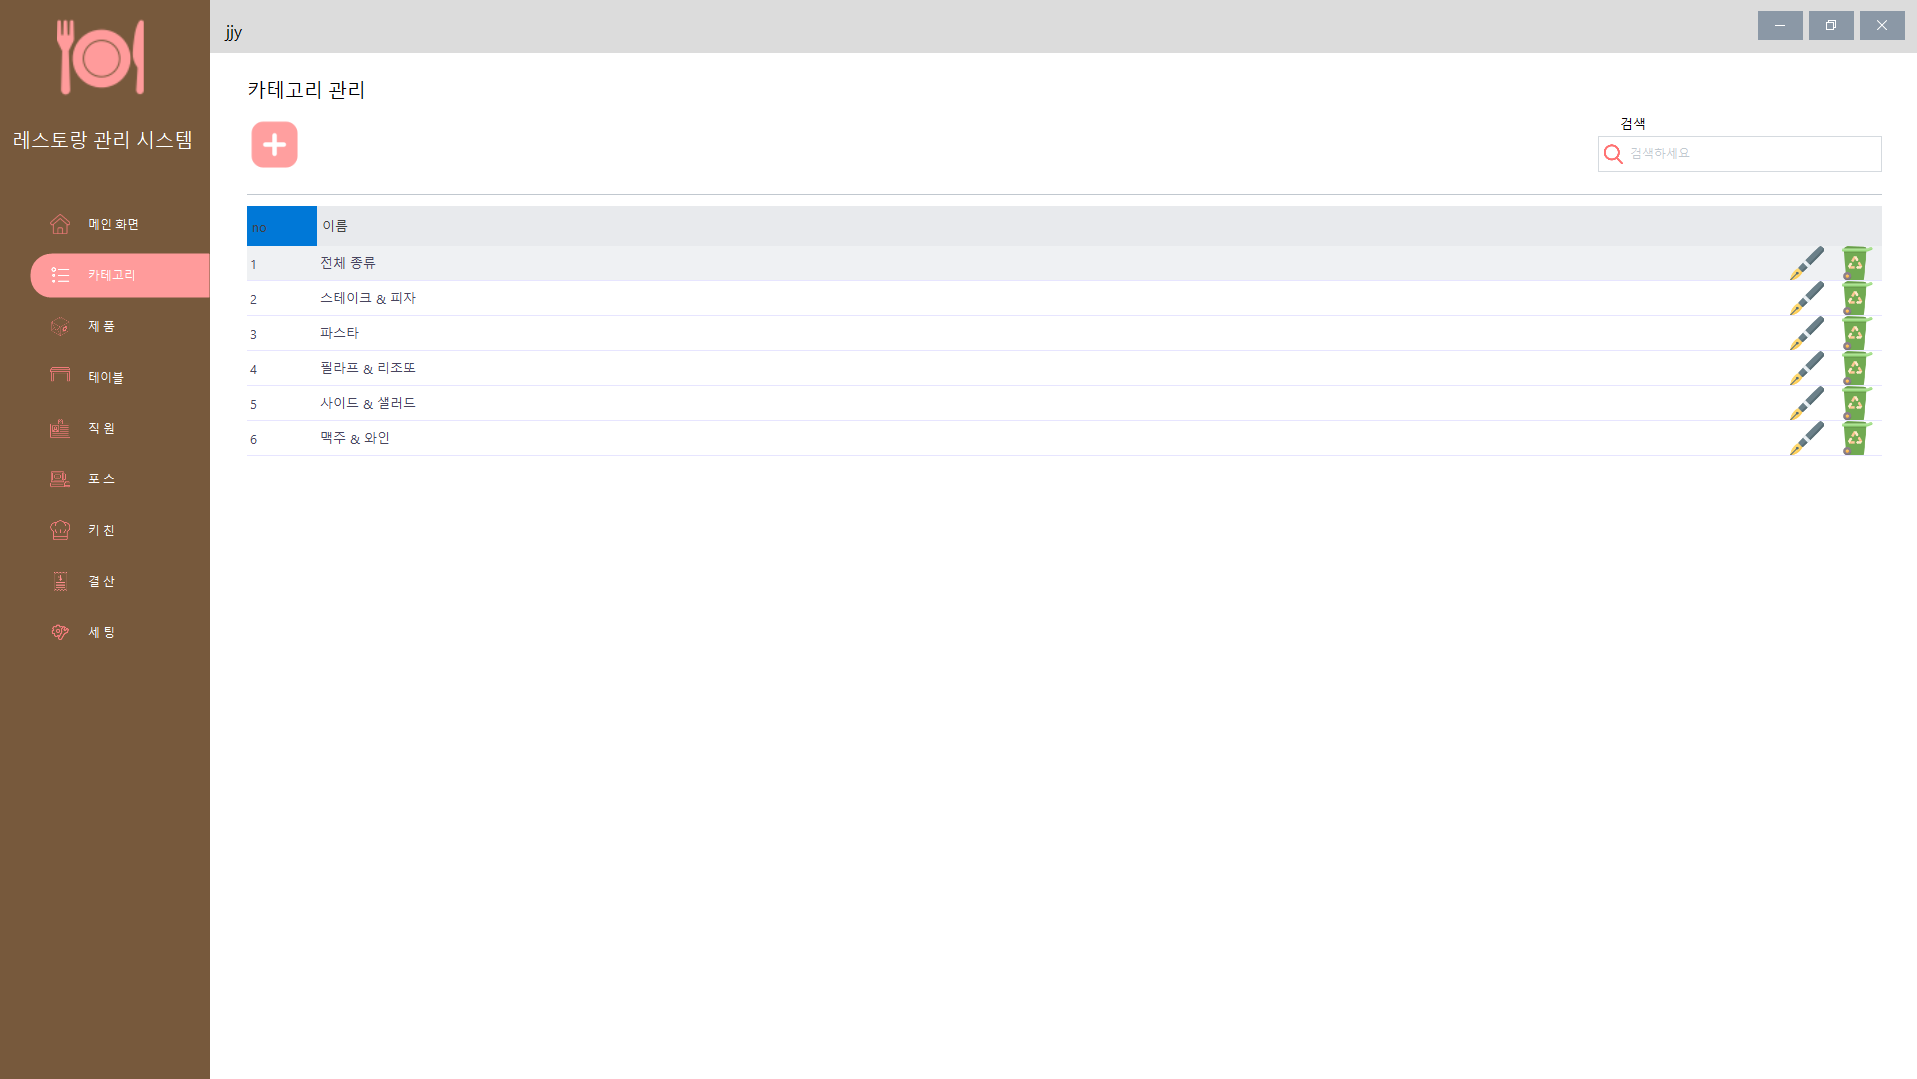 jjy
레스토랑 관리 시스템
메인 화면
카테고리
제 품
테이블
직 원
포 스
키 친
결 산
세 팅
카테고리 관리
검색
검색하세요
no 이름
1 전체 종류
2 스테이크 & 피자
3 파스타
4 필라프 & 리조또
5 사이드 & 샐러드
6 맥주 & 와인